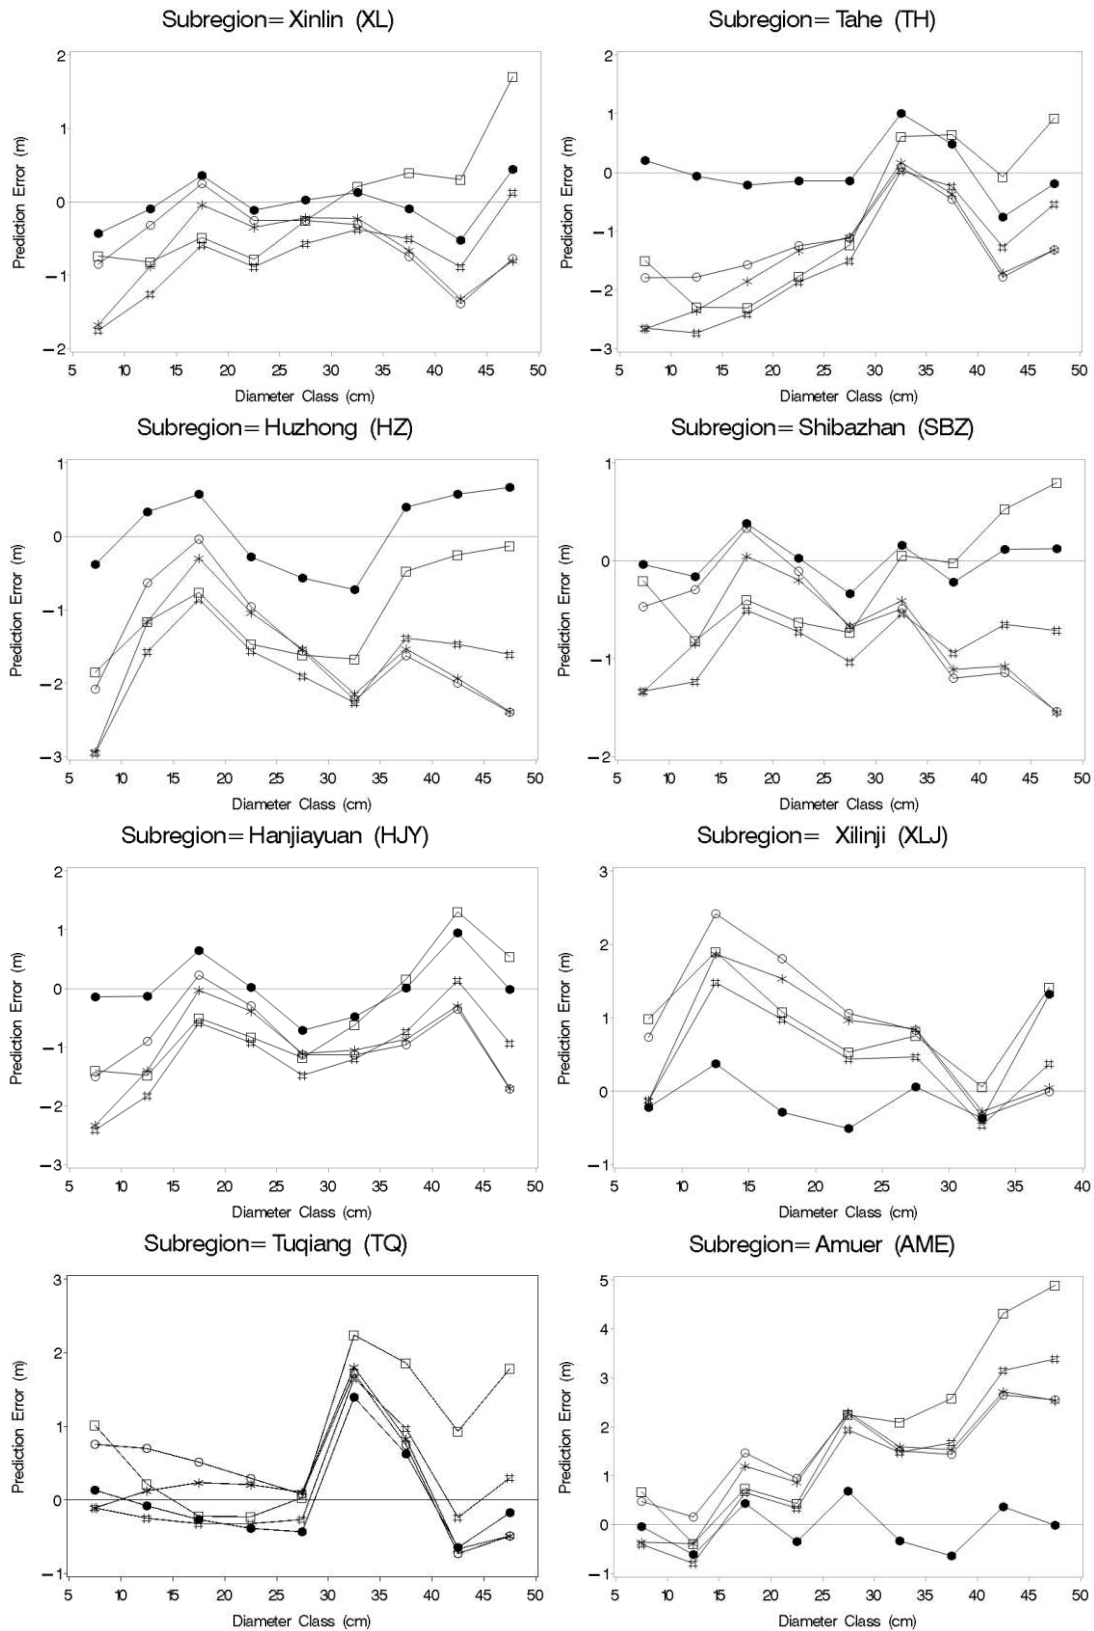 Subregion= Xinlin (XL)
2
1
0
−1
−2
Prediction Error (m)
5 10 15 20 25 30 35 40 45 50
Diameter Class (cm)
Subregion= Tahe (TH)
2
1
0
−1
−2
−3
Prediction Error (m)
5 10 15 20 25 30 35 40 45 50
Diameter Class (cm)
Subregion= Huzhong (HZ)
1
0
−1
−2
−3
Prediction Error (m)
5 10 15 20 25 30 35 40 45 50
Diameter Class (cm)
Subregion= Shibazhan (SBZ)
1
0
−1
−2
Prediction Error (m)
5 10 15 20 25 30 35 40 45 50
Diameter Class (cm)
Subregion= Hanjiayuan (HJY)
2
1
0
−1
−2
−3
Prediction Error (m)
5 10 15 20 25 30 35 40 45 50
Diameter Class (cm)
Subregion= Xilinji (XLJ)
3
2
1
0
−1
Prediction Error (m)
5 10 15 20 25 30 35 40
Diameter Class (cm)
Subregion= Tuqiang (TQ)
3
2
1
0
−1
Prediction Error (m)
5 10 15 20 25 30 35 40 45 50
Diameter Class (cm)
Subregion= Amuer (AME)
5
4
3
2
1
0
−1
Prediction Error (m)
5 10 15 20 25 30 35 40 45 50
Diameter Class (cm)